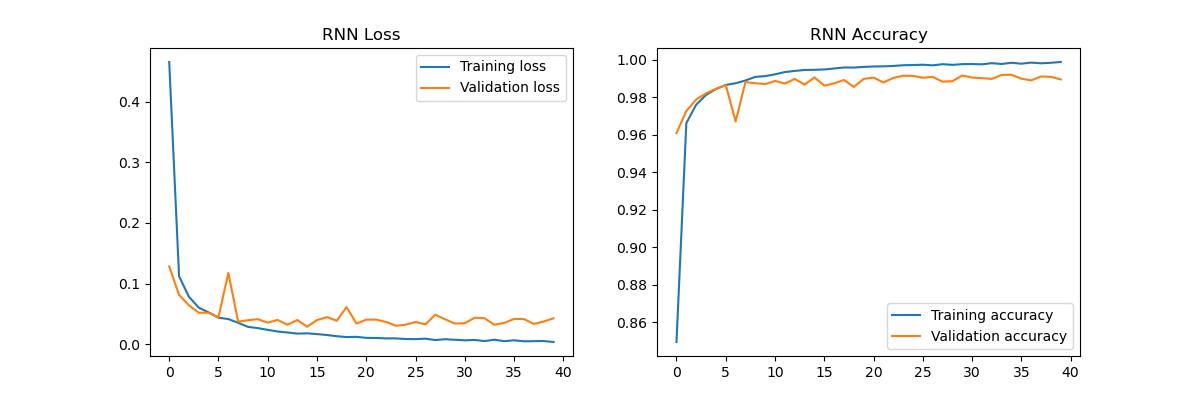 RNN Loss
Training loss
Validation loss
0.4
0.3
0.2
0.1
0.0
0 5 10 15 20 25 30 35 40
RNN Accuracy
1.00
0.98
0.96
0.94
0.92
0.90
0.88
0.86
Training accuracy
Validation accuracy
0 5 10 15 20 25 30 35 40